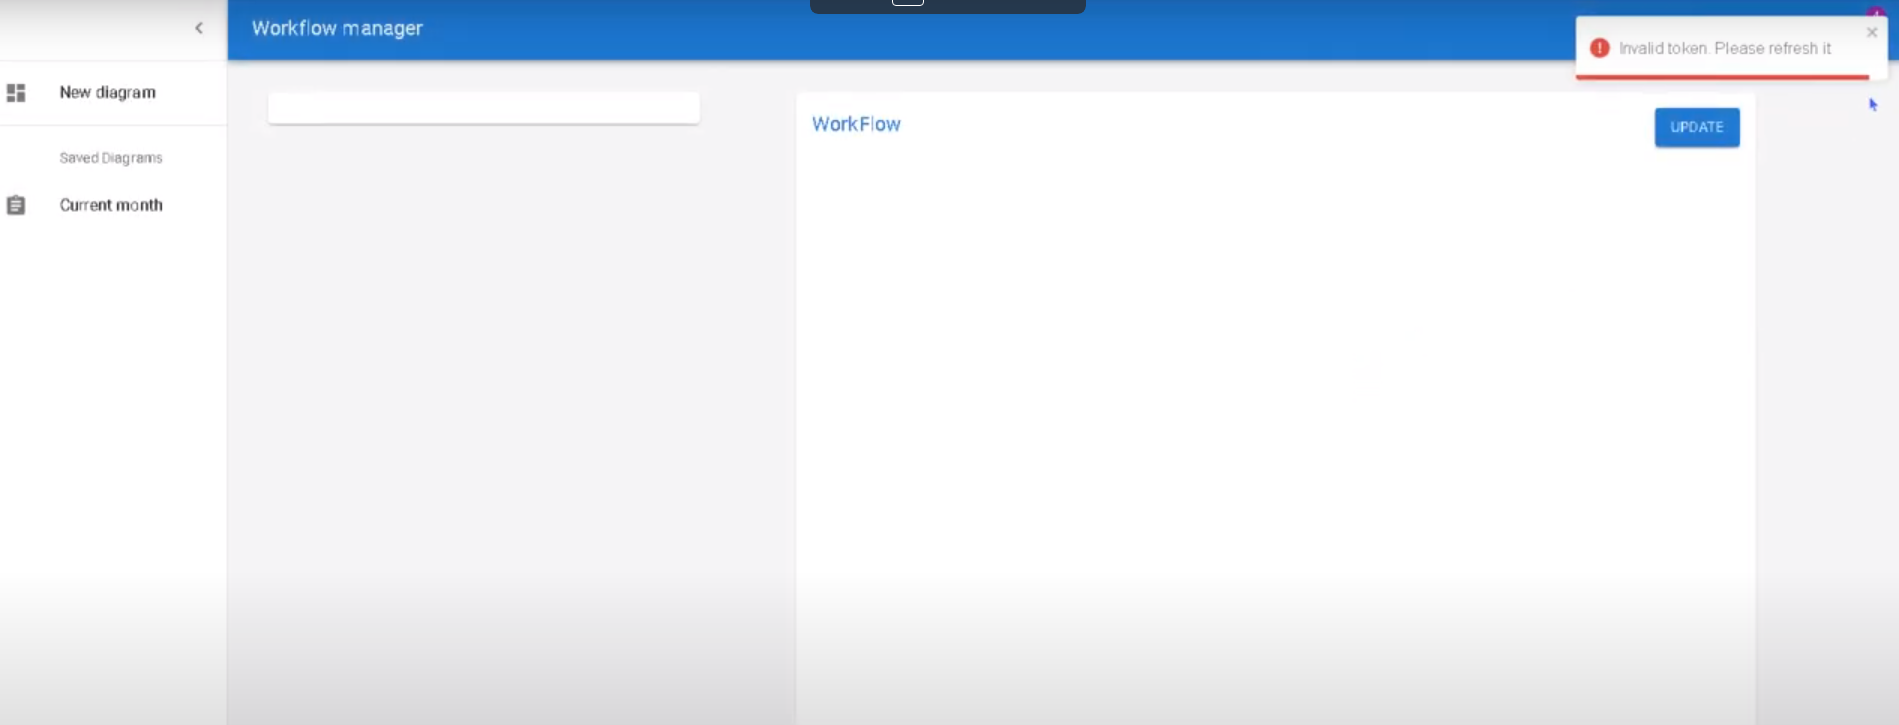 Workflow manager
Invalid token. Please refresh it
New diagram
Saved Diagrams
Current month
WorkFlow
UPDATE